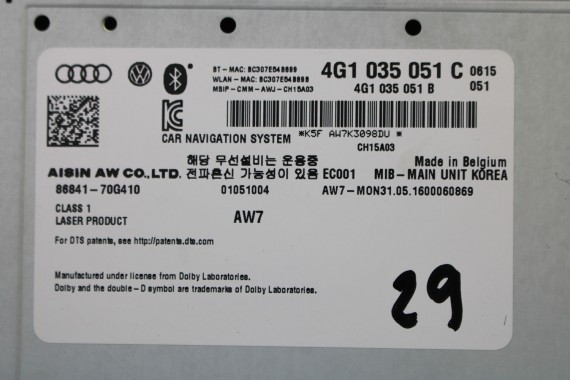 BT - MAC: BC307E548899
WLAN - MAC: BC307E548898
MSIP-CMM-AWJ-CH15A03
4G1 035 051 C 0615
4G1 035 051 B 051
*K5F AW7K3098DU *
CAR NAVIGATION SYSTEM CH15A03
해당 무선설비는 운용중 Made in Belgium
AISIN AW CO., LTD. 전파혼신 가능성이 있음 EC001 MIB-MAIN UNIT KOREA
86841-70G410 01051004 AW7-MON31.05.1600060869
CLASS 1
LASER PRODUCT AW7
For DTS patents, see http://patents.dts.com
Manufactured under license from Dolby Laboratories.
Dolby and the double-D symbol are trademarks of Dolby Laboratories.
29